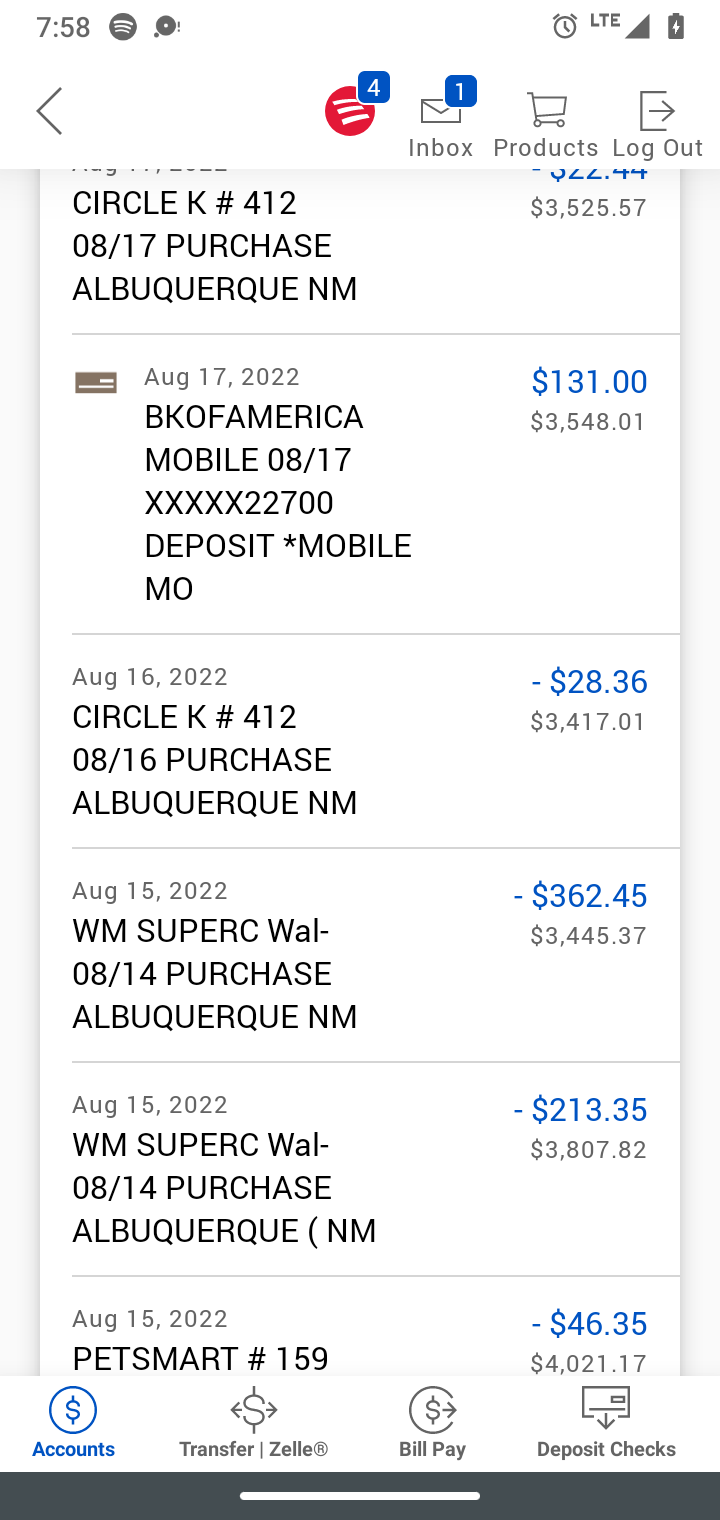 7:58
LTE
4
1
Inbox
Products
Log Out
- $22.44
CIRCLE K # 412
$3,525.57
08/17 PURCHASE
ALBUQUERQUE NM
Aug 17, 2022
$131.00
BKOFAMERICA
$3,548.01
MOBILE 08/17
XXXXX22700
DEPOSIT *MOBILE
MO
Aug 16, 2022
- $28.36
CIRCLE K # 412
$3,417.01
08/16 PURCHASE
ALBUQUERQUE NM
Aug 15, 2022
- $362.45
WM SUPERC Wal-
$3,445.37
08/14 PURCHASE
ALBUQUERQUE NM
Aug 15, 2022
- $213.35
WM SUPERC Wal-
$3,807.82
08/14 PURCHASE
ALBUQUERQUE ( NM
Aug 15, 2022
- $46.35
PETSMART # 159
$4,021.17
Accounts
Transfer | Zelle®
Bill Pay
Deposit Checks